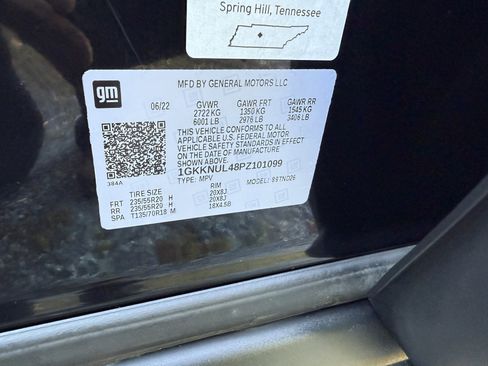 Spring Hill, Tennessee
gm
MFD BY GENERAL MOTORS LLC
06/22 GVWR GAWR FRT GAWR RR
2722 KG 1350 KG 1545 KG
6001 LB 2976 LB 3406 LB
THIS VEHICLE CONFORMS TO ALL
APPLICABLE U.S. FEDERAL MOTOR
VEHICLE SAFETY STANDARDS IN EFFECT
ON THE DATE OF MANUFACTURE
1GKKNUL48PZ101099
384A TYPE: MPV MODEL: 89TND26
TIRE SIZE RIM
FRT 235/55R20 H 20X8J
RR 235/55R20 H 20X8J
SPA T135/70R18 M 18X4.5B